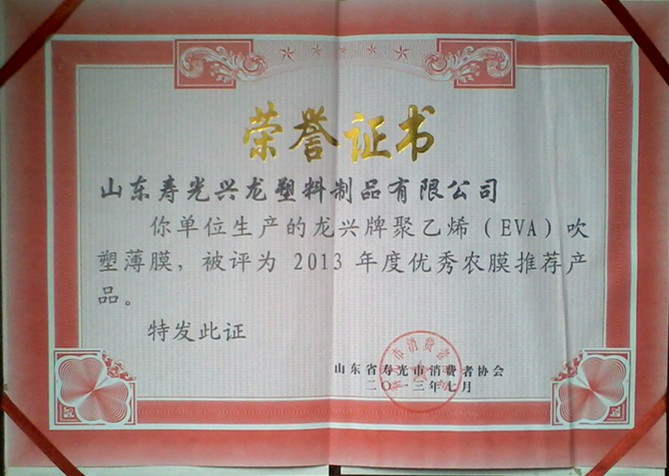 荣誉证书
山东寿光兴龙塑料制品有限公司
你单位生产的龙兴牌聚乙烯（EVA）吹
塑薄膜，被评为 2013 年度优秀农膜推荐产
品。
特发此证
山东省寿光市消费者协会
二〇一三年七月